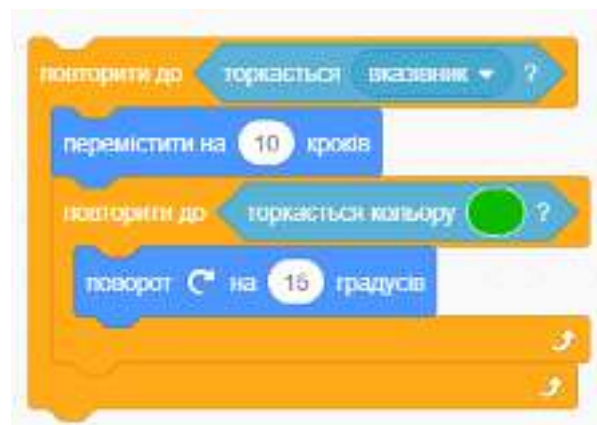 повторити до торкається вказівник ?
перемістити на 10 кроків
повторити до торкається кольору ?
поворот на 15 градусів